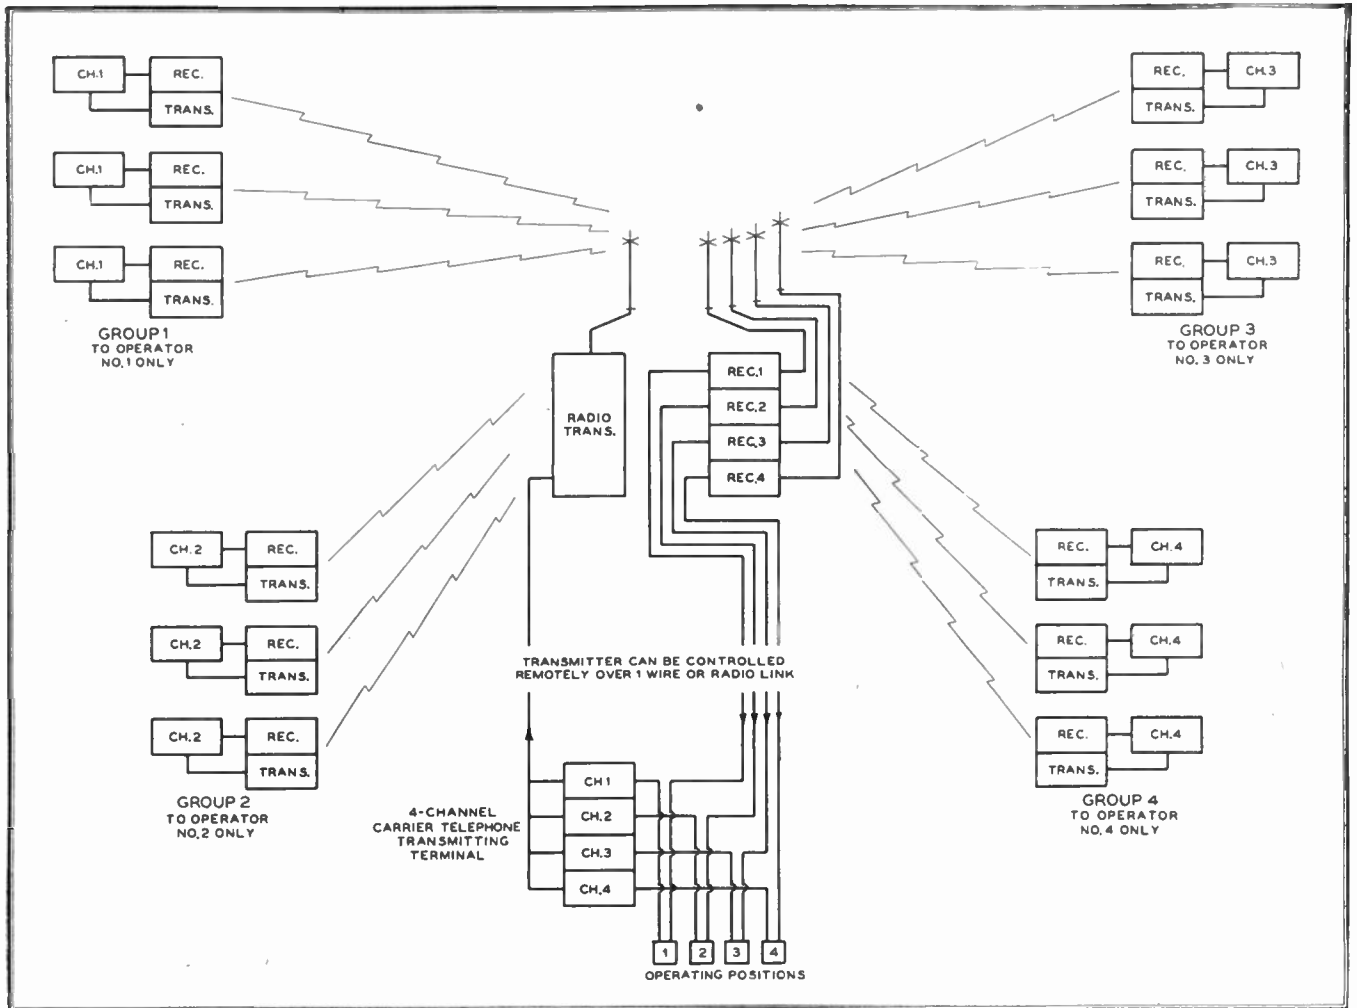 CH.1
REC.
TRANS.
CH.1
REC.
TRANS.
CH.1
REC.
TRANS.
GROUP 1
TO OPERATOR
NO.1 ONLY
REC.
CH.3
TRANS.
REC.
CH.3
TRANS.
REC.
CH.3
TRANS.
GROUP 3
TO OPERATOR
NO.3 ONLY
RADIO
TRANS.
REC.1
REC.2
REC.3
REC.4
CH.2
REC.
TRANS.
CH.2
REC.
TRANS.
CH.2
REC.
TRANS.
GROUP 2
TO OPERATOR
NO.2 ONLY
REC.
CH.4
TRANS.
REC.
CH.4
TRANS.
REC.
CH.4
TRANS.
GROUP 4
TO OPERATOR
NO.4 ONLY
TRANSMITTER CAN BE CONTROLLED
REMOTELY OVER 1 WIRE OR RADIO LINK
4-CHANNEL
CARRIER TELEPHONE
TRANSMITTING
TERMINAL
CH 1
CH.2
CH.3
CH.4
1 2 3 4
OPERATING POSITIONS